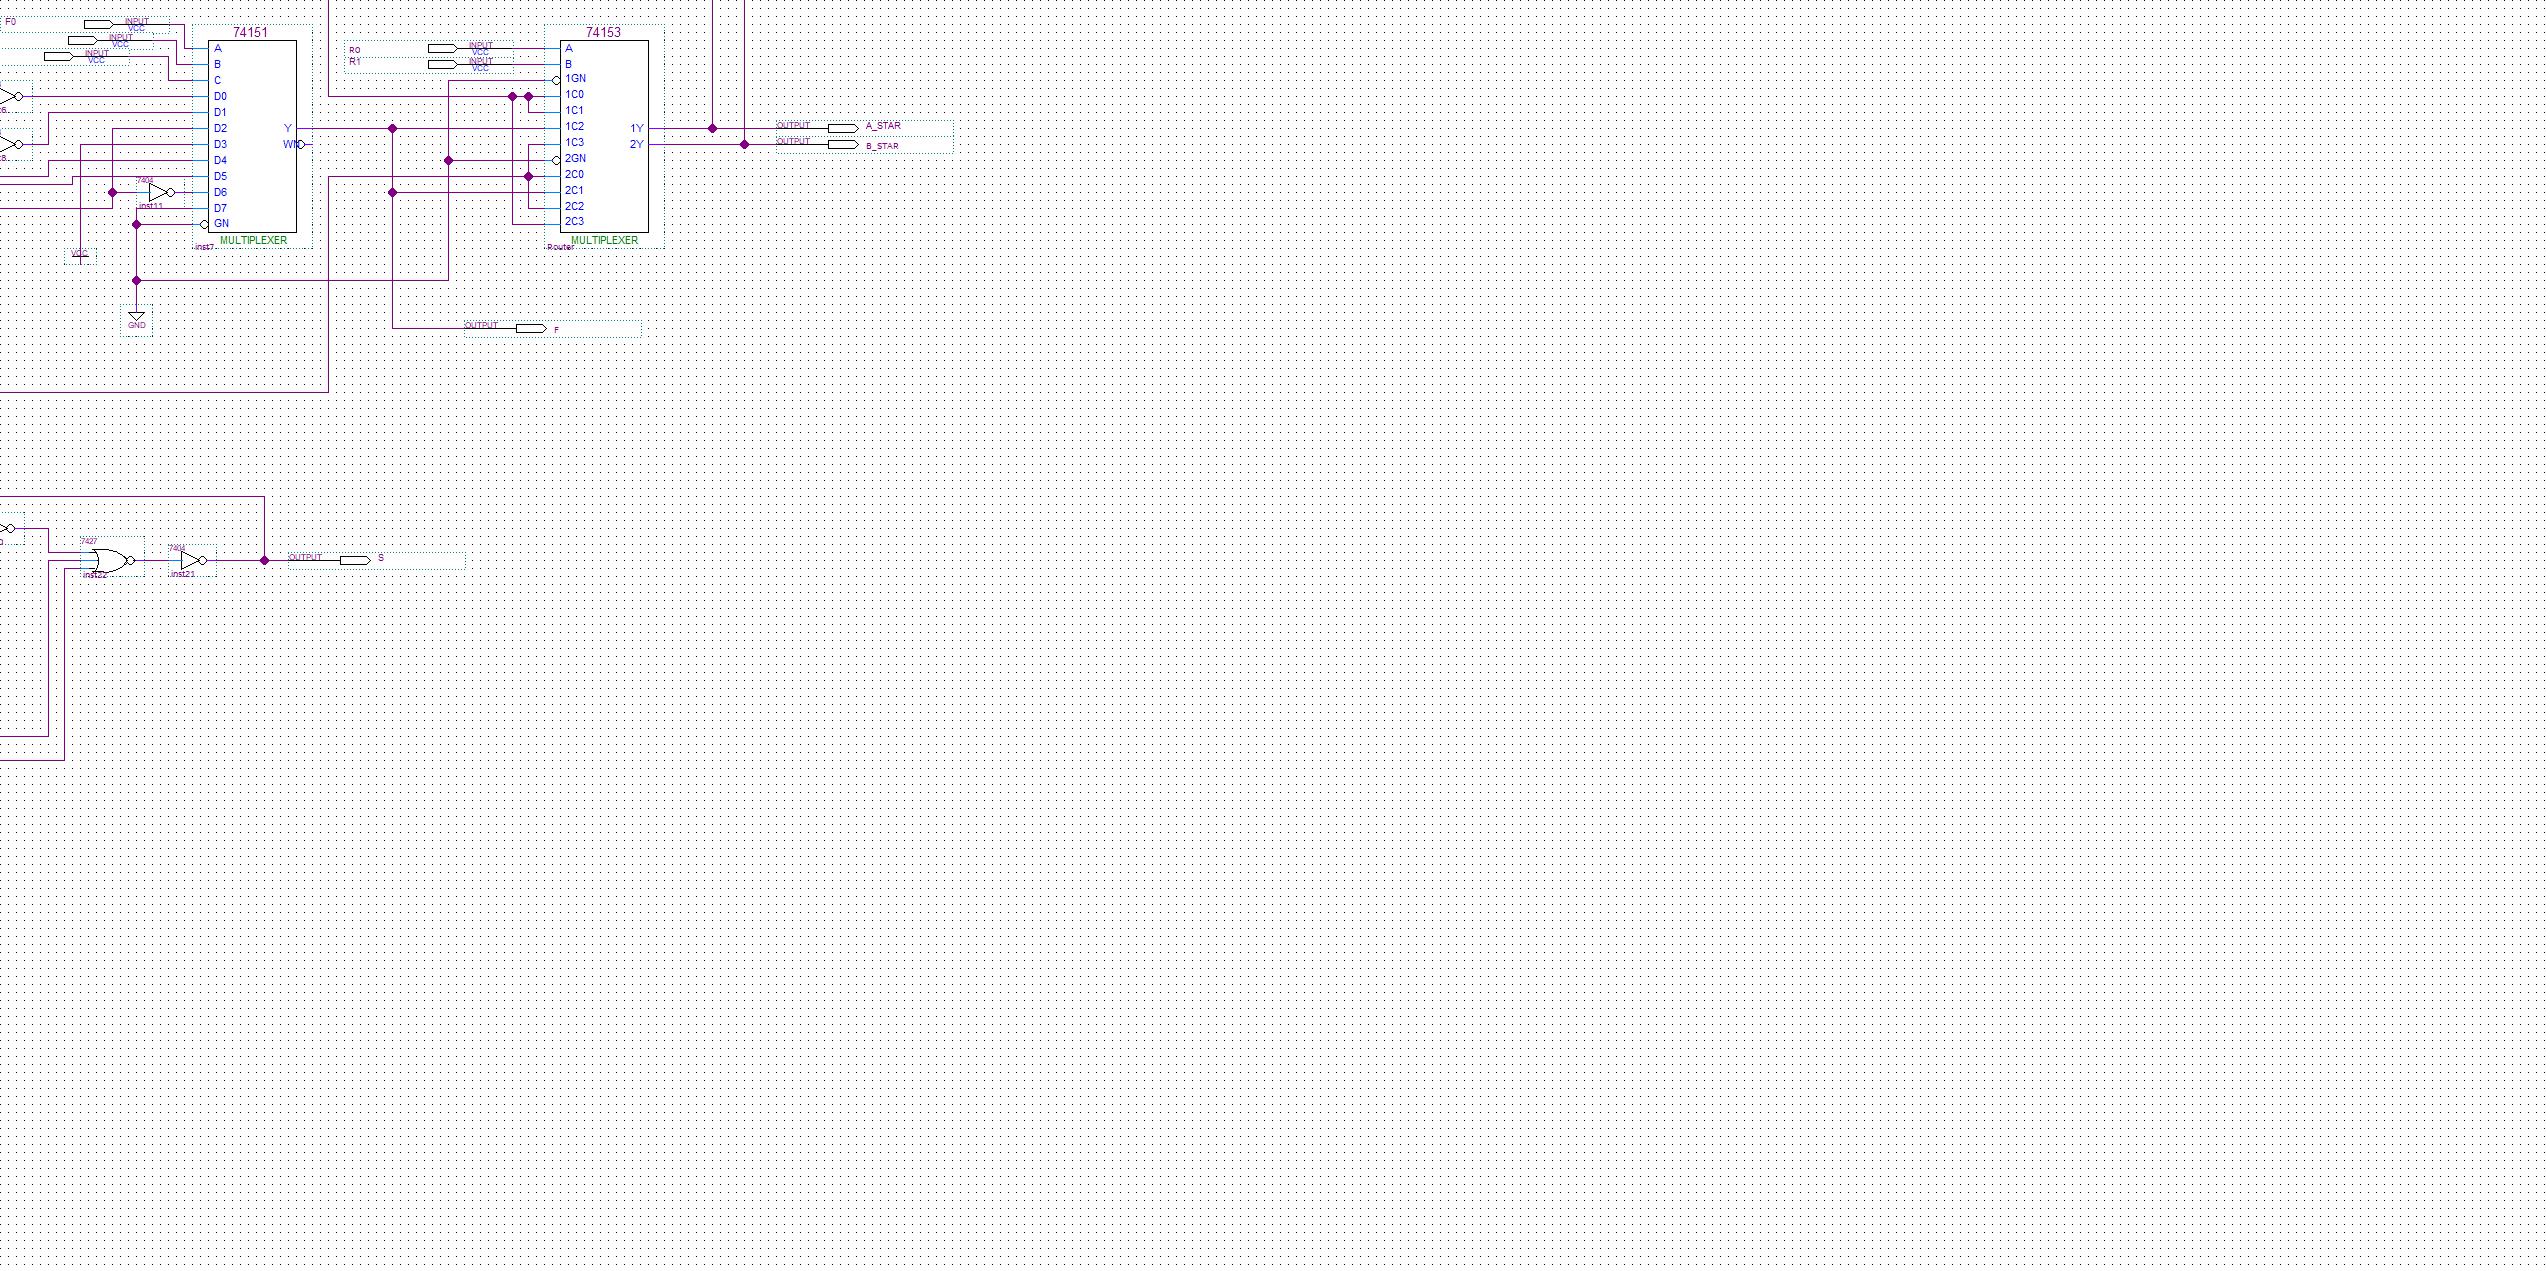 F0
INPUT
VCC
INPUT
VCC
INPUT
VCC
74151
A
B
C
D0
D1
D2
D3
D4
D5
D6
D7
GN
Y
WN
MULTIPLEXER
inst7
7404
inst11
VCC
GND
R0
R1
INPUT
VCC
INPUT
VCC
74153
A
B
1GN
1C0
1C1
1C2
1C3
2GN
2C0
2C1
2C2
2C3
1Y
2Y
MULTIPLEXER
Router
OUTPUT
A_STAR
OUTPUT
B_STAR
OUTPUT
F
7427
inst22
7404
inst21
OUTPUT
S